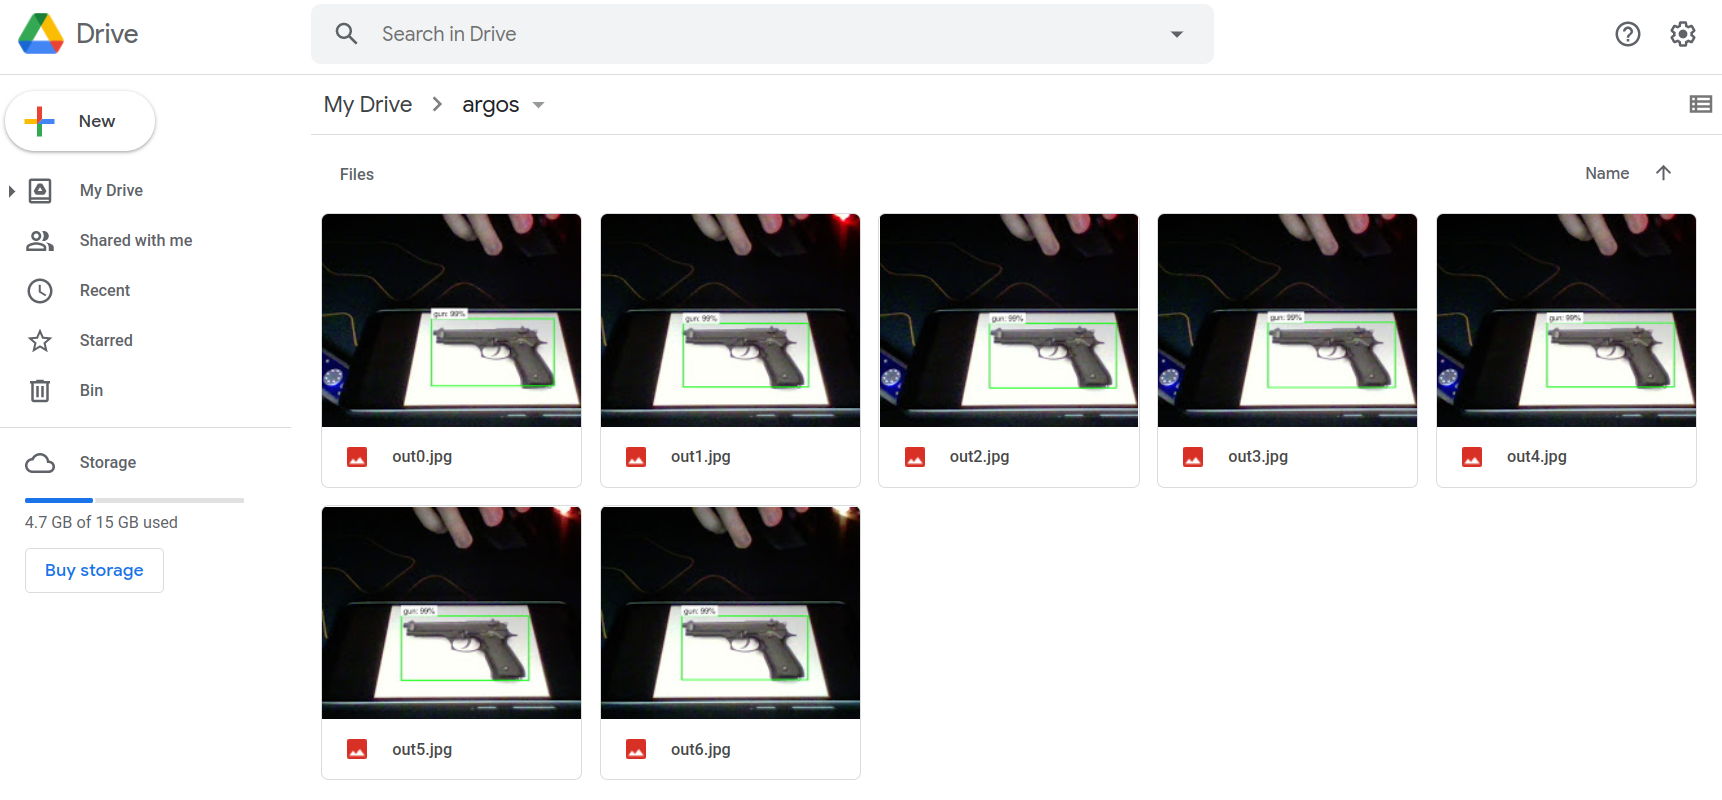 Drive
Search in Drive
New
My Drive
Shared with me
Recent
Starred
Bin
Storage
4.7 GB of 15 GB used
Buy storage
My Drive
argos
Files
Name
gun: 99%
gun: 99%
gun: 99%
gun: 99%
gun: 99%
out0.jpg
out1.jpg
out2.jpg
out3.jpg
out4.jpg
gun: 99%
gun: 99%
out5.jpg
out6.jpg